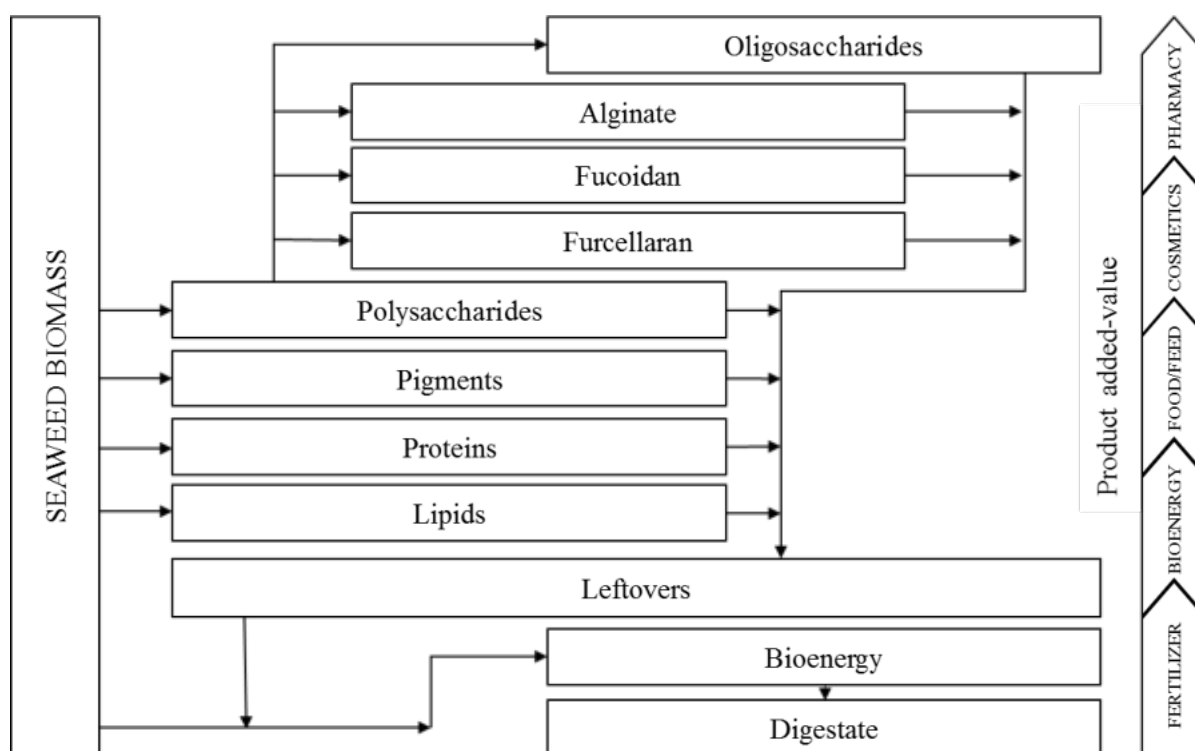 SEAWEED BIOMASS
Oligosaccharides
Alginate
Fucoidan
Furcellaran
Polysaccharides
Pigments
Proteins
Lipids
Leftovers
Bioenergy
Digestate
Product added-value
PHARMACY
COSMETICS
FOOD/FEED
BIOENERGY
FERTILIZER